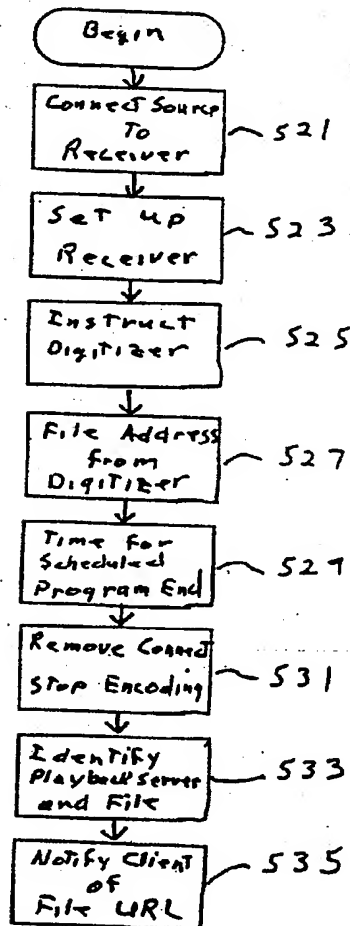 Begin
Connect Source
To
Receiver
521
Set up
Receiver
523
Instruct
Digitizer
525
File Address
from
Digitizer
527
Time for
Scheduled
Program End
529
Remove Connect
Stop Encoding
531
Identify
Playback Server
and File
533
Notify Client
of
File URL
535